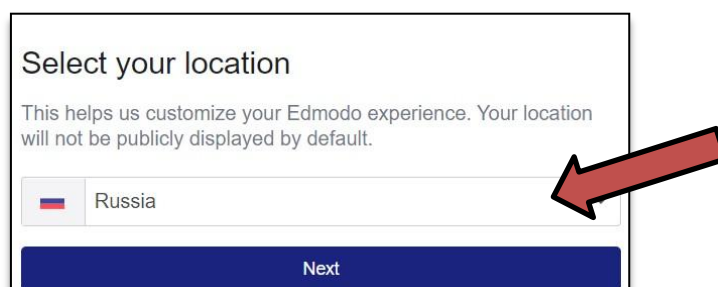 Select your location
This helps us customize your Edmodo experience. Your location
will not be publicly displayed by default.
Russia
Next